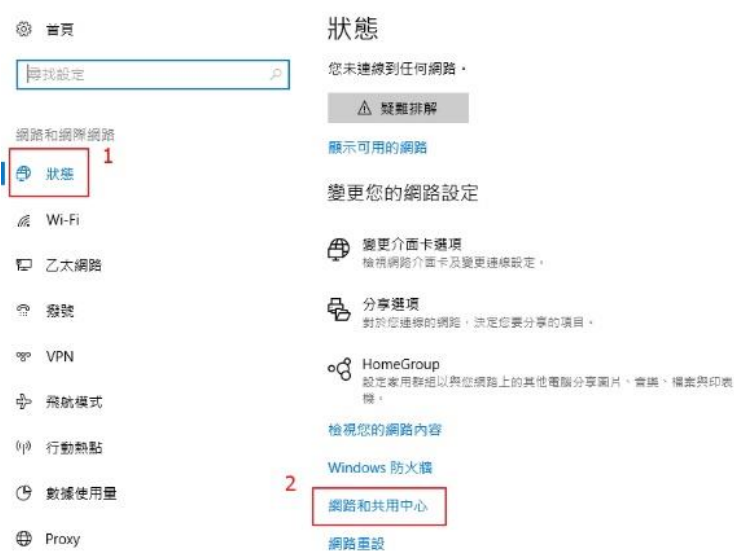 首頁
尋找設定
網路和網際網路
1
狀態
Wi-Fi
乙太網路
撥號
VPN
飛航模式
行動熱點
數據使用量
Proxy
狀態
您未連線到任何網路。
疑難排解
顯示可用的網路
變更您的網路設定
變更介面卡選項
檢視網路介面卡及變更連線設定。
分享選項
對於您連線的網路，決定您要分享的項目。
HomeGroup
設定家用群組以與您網路上的其他電腦分享圖片、音樂、檔案與印表
機。
檢視您的網路內容
Windows 防火牆
2
網路和共用中心
網路重設